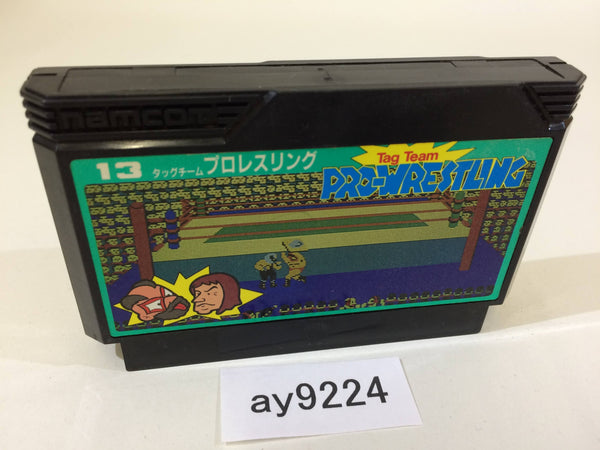 namcot
13 タッグチーム プロレスリング
Tag Team
PRO-WRESTLING
ay9224